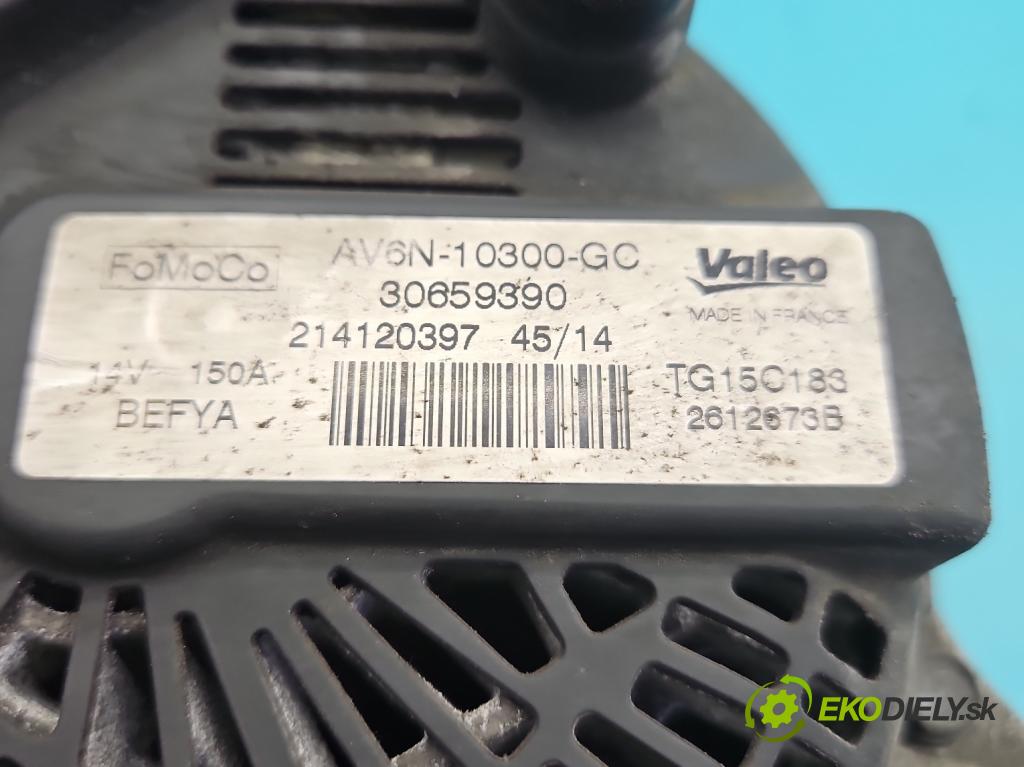 FoMoCo
AV6N-10300-GC
30659390
214120397 45/14
14V 150A
BEFYA
Valeo
MADE IN FRANCE
TG15C183
2612673B
EKODIELY.sk